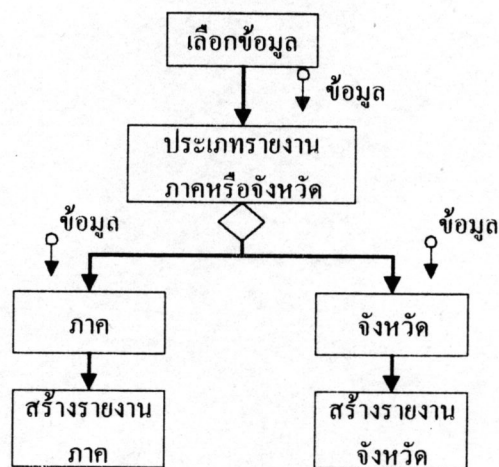 เลือกข้อมูล
ข้อมูล
ประเภทรายงาน
ภาคหรือจังหวัด
ข้อมูล
ข้อมูล
ภาค
จังหวัด
สร้างรายงาน
ภาค
สร้างรายงาน
จังหวัด